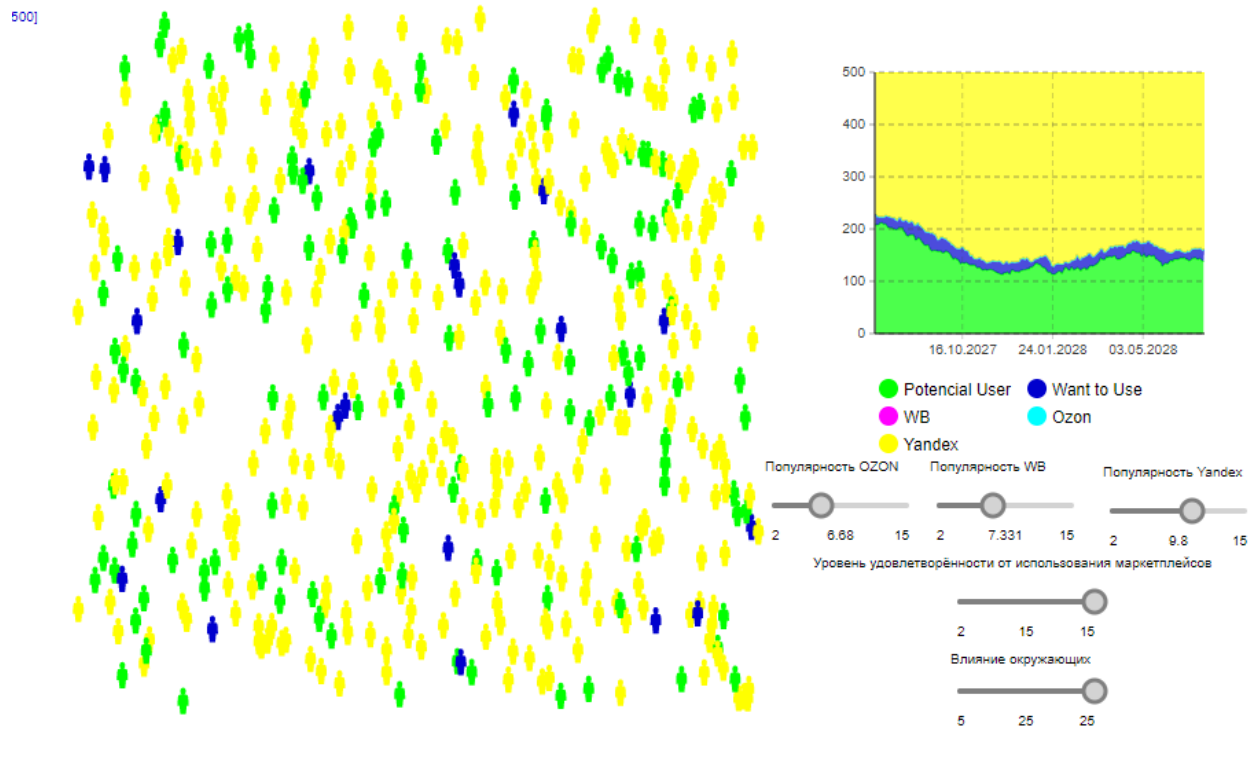 500]
500
400
300
200
100
0
16.10.2027 24.01.2028 03.05.2028
Potencial User Want to Use
WB Ozon
Yandex
Популярность OZON Популярность WB Популярность Yandex
2 6.68 15 2 7.331 15 2 9.8 15
Уровень удовлетворённости от использования маркетплейсов
2 15 15
Влияние окружающих
5 25 25